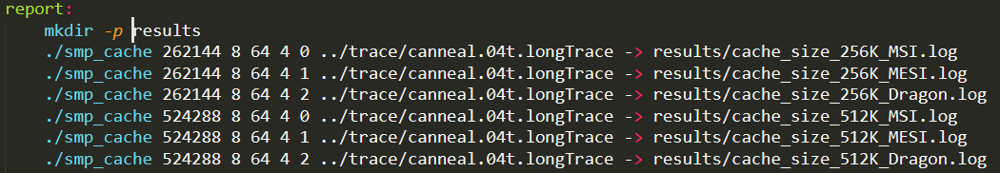 report:
mkdir -p results
./smp_cache 262144 8 64 4 0 ../trace/canneal.04t.longTrace -> results/cache_size_256K_MSI.log
./smp_cache 262144 8 64 4 1 ../trace/canneal.04t.longTrace -> results/cache_size_256K_MESI.log
./smp_cache 262144 8 64 4 2 ../trace/canneal.04t.longTrace -> results/cache_size_256K_Dragon.log
./smp_cache 524288 8 64 4 0 ../trace/canneal.04t.longTrace -> results/cache_size_512K_MSI.log
./smp_cache 524288 8 64 4 1 ../trace/canneal.04t.longTrace -> results/cache_size_512K_MESI.log
./smp_cache 524288 8 64 4 2 ../trace/canneal.04t.longTrace -> results/cache_size_512K_Dragon.log